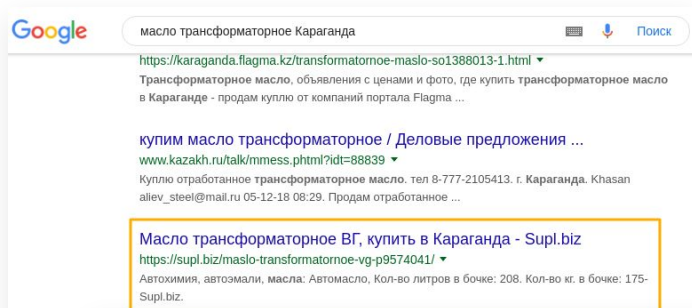 Google
масло трансформаторное Караганда
Поиск
https://karaganda.flagma.kz/transformatornoe-maslo-so1388013-1.html
Трансформаторное масло, объявления с ценами и фото, где купить трансформаторное масло
в Караганде - продам куплю от компаний портала Flagma ...
купим масло трансформаторное / Деловые предложения ...
www.kazakh.ru/talk/mmess.phtml?idt=88839
Куплю отработанное трансформаторное масло. тел 8-777-2105413. г. Караганда. Khasan
aliev_steel@mail.ru 05-12-18 08:29. Продам отработанное ...
Масло трансформаторное ВГ, купить в Караганда - Supl.biz
https://supl.biz/maslo-transformatornoe-vg-p9574041/
Автохимия, автоэмали, масла: Автомасло, Кол-во литров в бочке: 208. Кол-во кг. в бочке: 175-
Supl.biz.